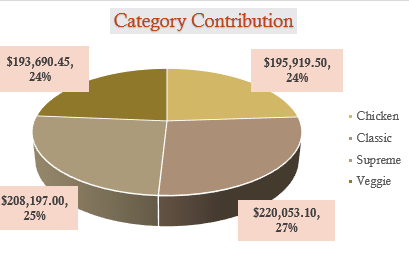 Category Contribution
$193,690.45,
24%
$195,919.50,
24%
Chicken
Classic
Supreme
Veggie
$208,197.00,
25%
$220,053.10,
27%